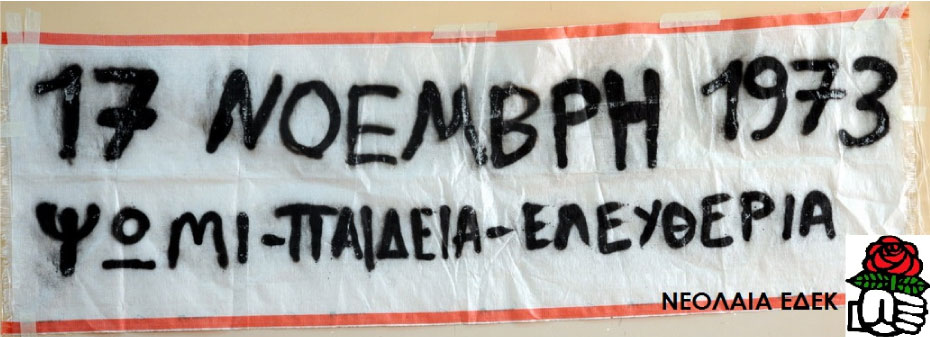 17 ΝΟΕΜΒΡΗ 1973
ΨΩΜΙ-ΠΑΙΔΕΙΑ-ΕΛΕΥΘΕΡΙΑ
ΝΕΟΛΑΙΑ ΕΔΕΚ